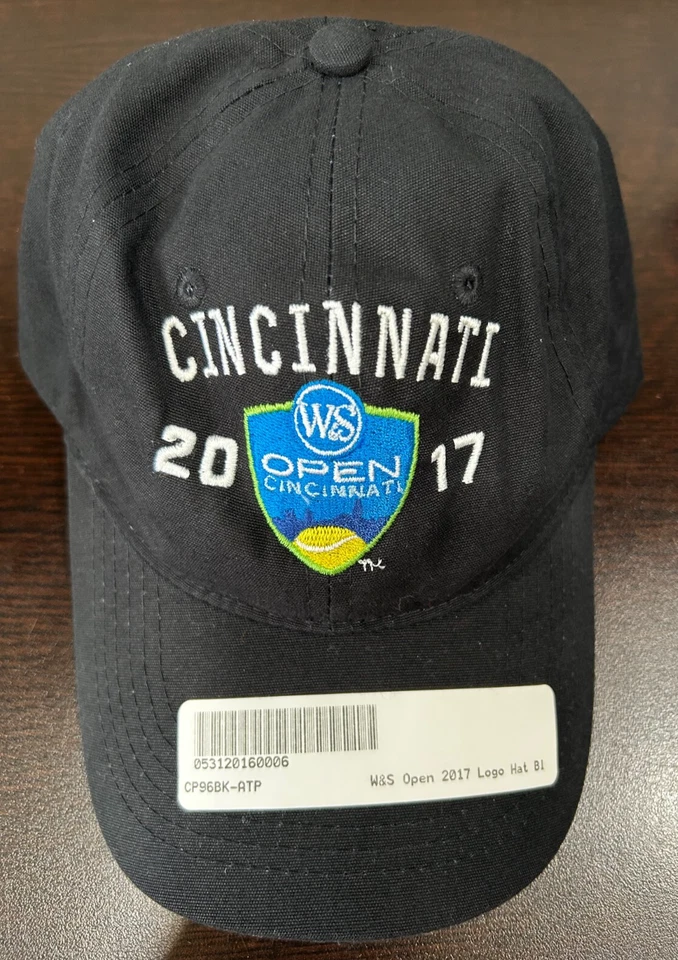 CINCINNATI
W&S
20 17
OPEN
CINCINNATI
TM
053120160006
CP96BK-ATP
W&S Open 2017 Logo Hat Bl